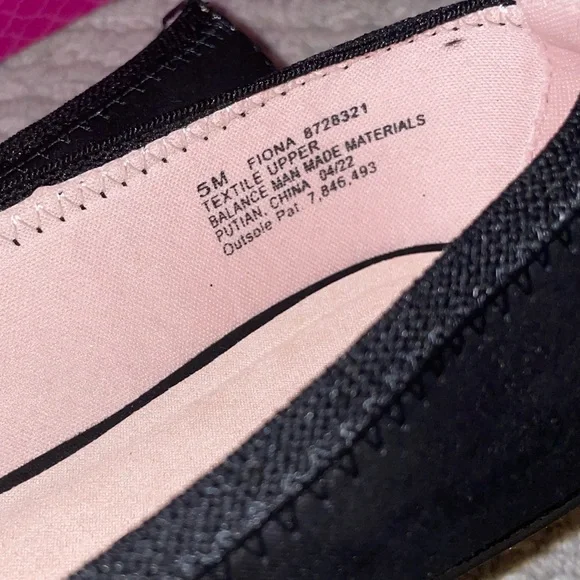 5M FIONA 8728321
TEXTILE UPPER
BALANCE MAN MADE MATERIALS
PUTIAN, CHINA 04/22
Outsole Pat 7,846,493